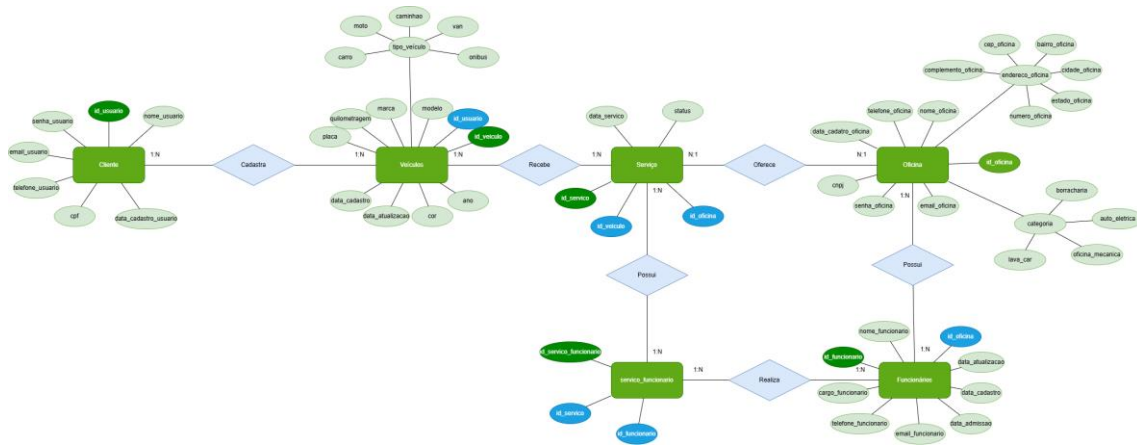 caminhao
moto
van
carro
tipo_veículo
onibus
cep_oficina
bairro_oficina
complemento_oficina
endereco_oficina
cidade_oficina
estado_oficina
numero_oficina
id_usuario
senha_usuario
nome_usuario
email_usuario
Cliente
telefone_usuario
cpf
data_cadastro_usuario
1:N
Cadastra
1:N
marca
modelo
quilometragem
id_usuario
placa
id_veiculo
Veículos
1:N
data_cadastro
data_atualizacao
cor
ano
Recebe
1:N
data_servico
status
Serviço
N:1
id_servico
1:N
id_veiculo
id_oficina
Oferece
N:1
telefone_oficina
nome_oficina
data_cadatro_oficina
Oficina
id_oficina
cnpj
senha_oficina
email_oficina
1:N
borracharia
categoria
auto_eletrica
lava_car
oficina_mecanica
Possui
Possui
1:N
1:N
id_servico_funcionario
servico_funcionario
1:N
id_servico
id_funcionario
Realiza
1:N
nome_funcionario
id_oficina
id_funcionario
data_atualizacao
Funcionários
cargo_funcionario
data_cadastro
telefone_funcionario
email_funcionario
data_admissao